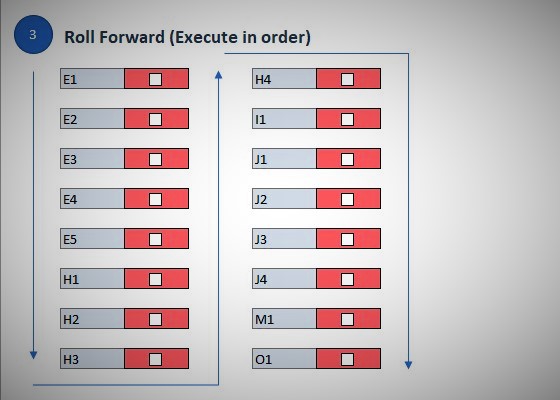 3
Roll Forward (Execute in order)
E1
E2
E3
E4
E5
H1
H2
H3
H4
I1
J1
J2
J3
J4
M1
O1